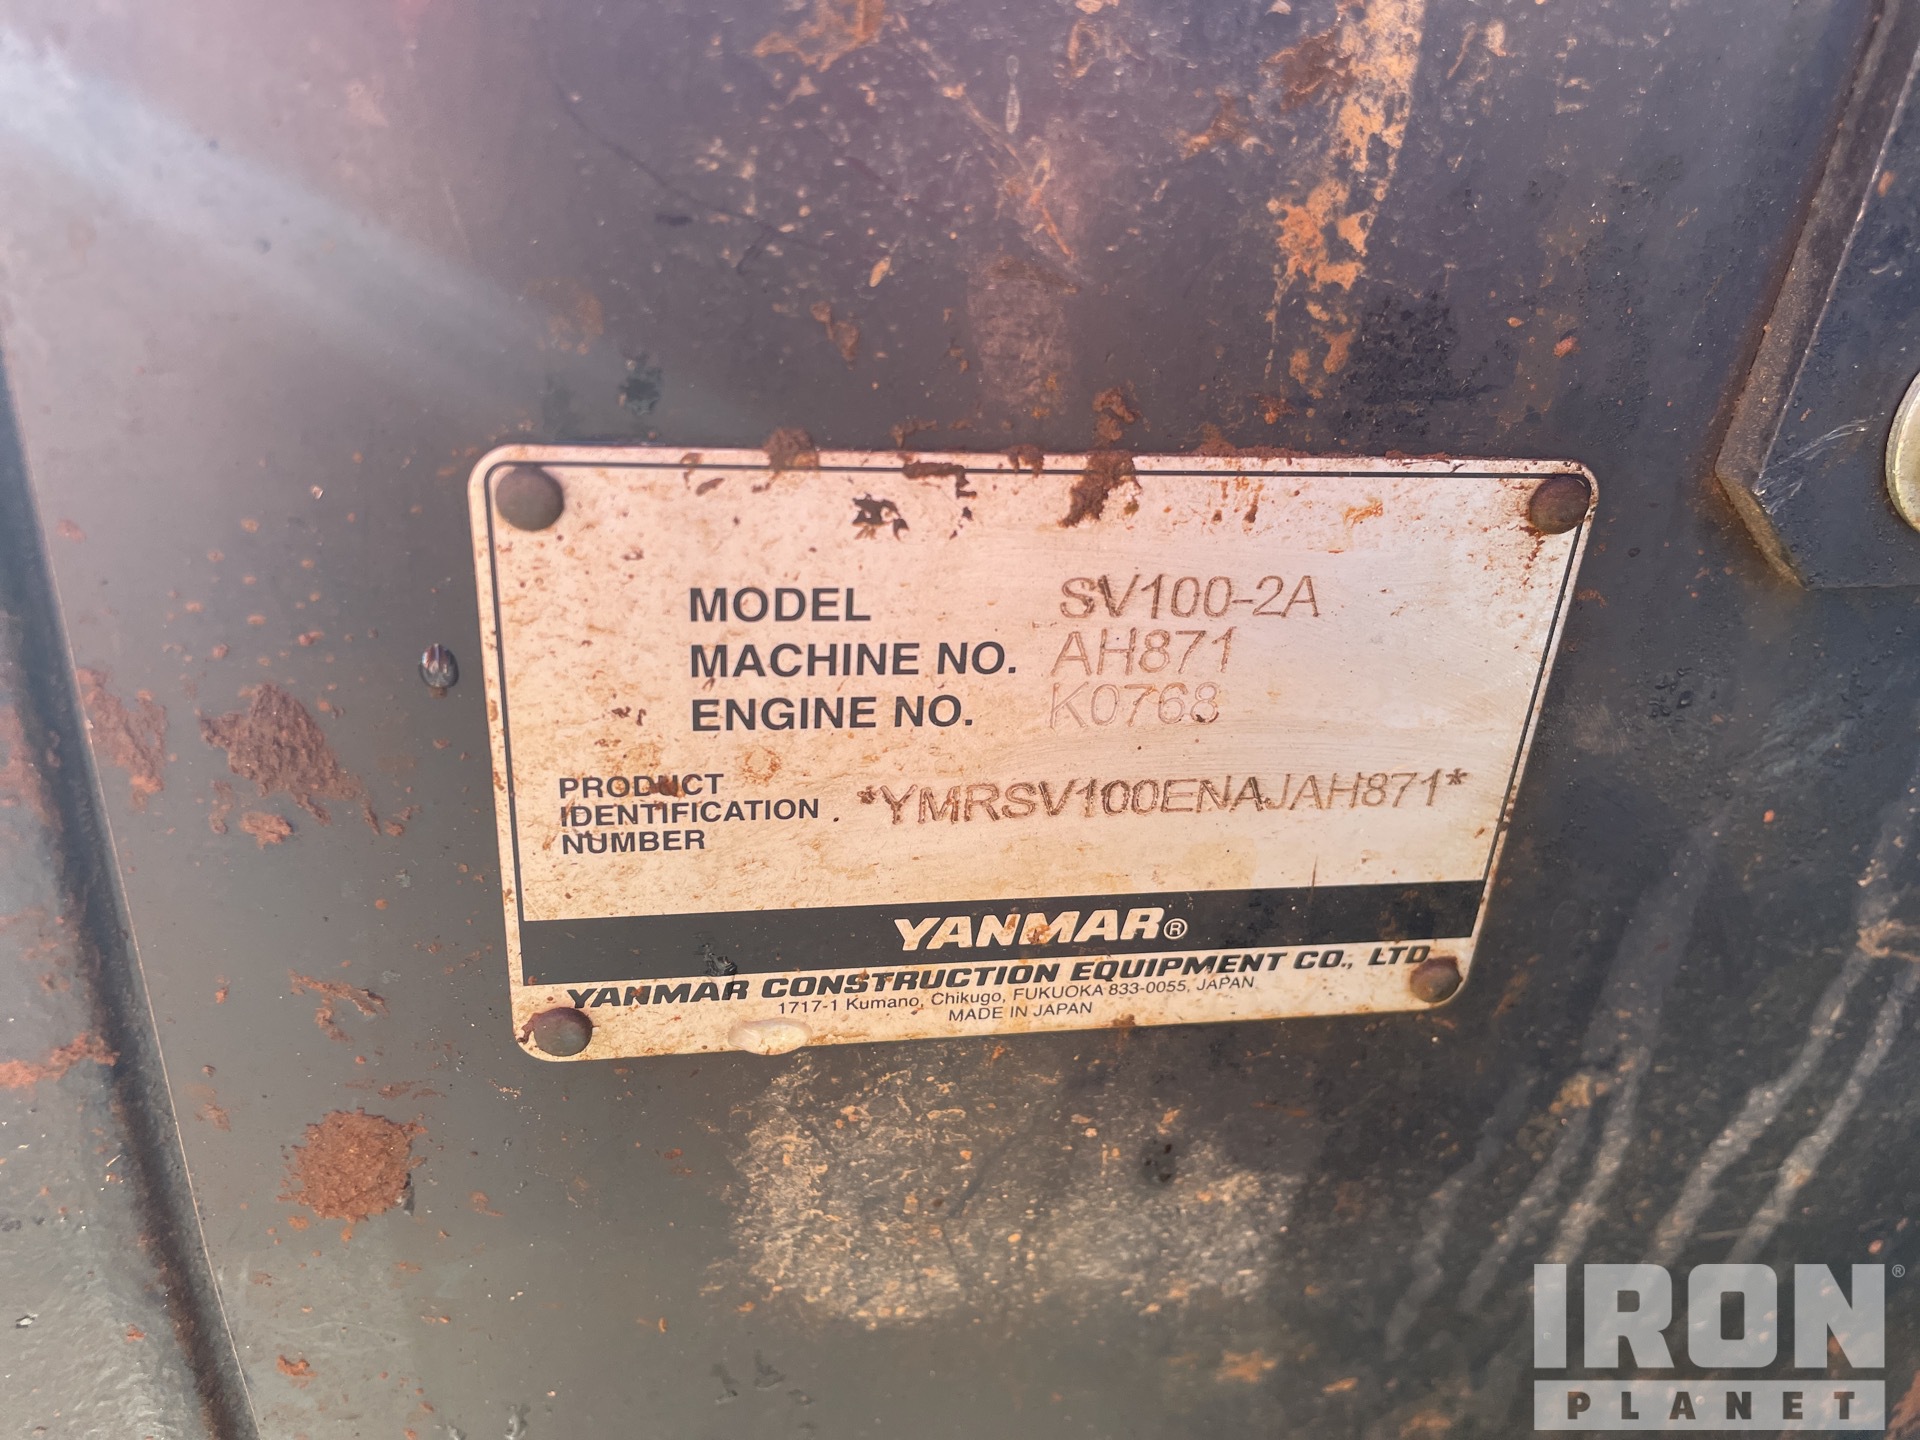 MODEL SV100-2A
MACHINE NO. AH871
ENGINE NO. K0768
PRODUCT
IDENTIFICATION
NUMBER
*YMRSV100ENAJAH871*
YANMAR®
YANMAR CONSTRUCTION EQUIPMENT CO., LTD
1717-1 Kumano, Chikugo, FUKUOKA 833-0055, JAPAN
MADE IN JAPAN
IRON®
PLANET